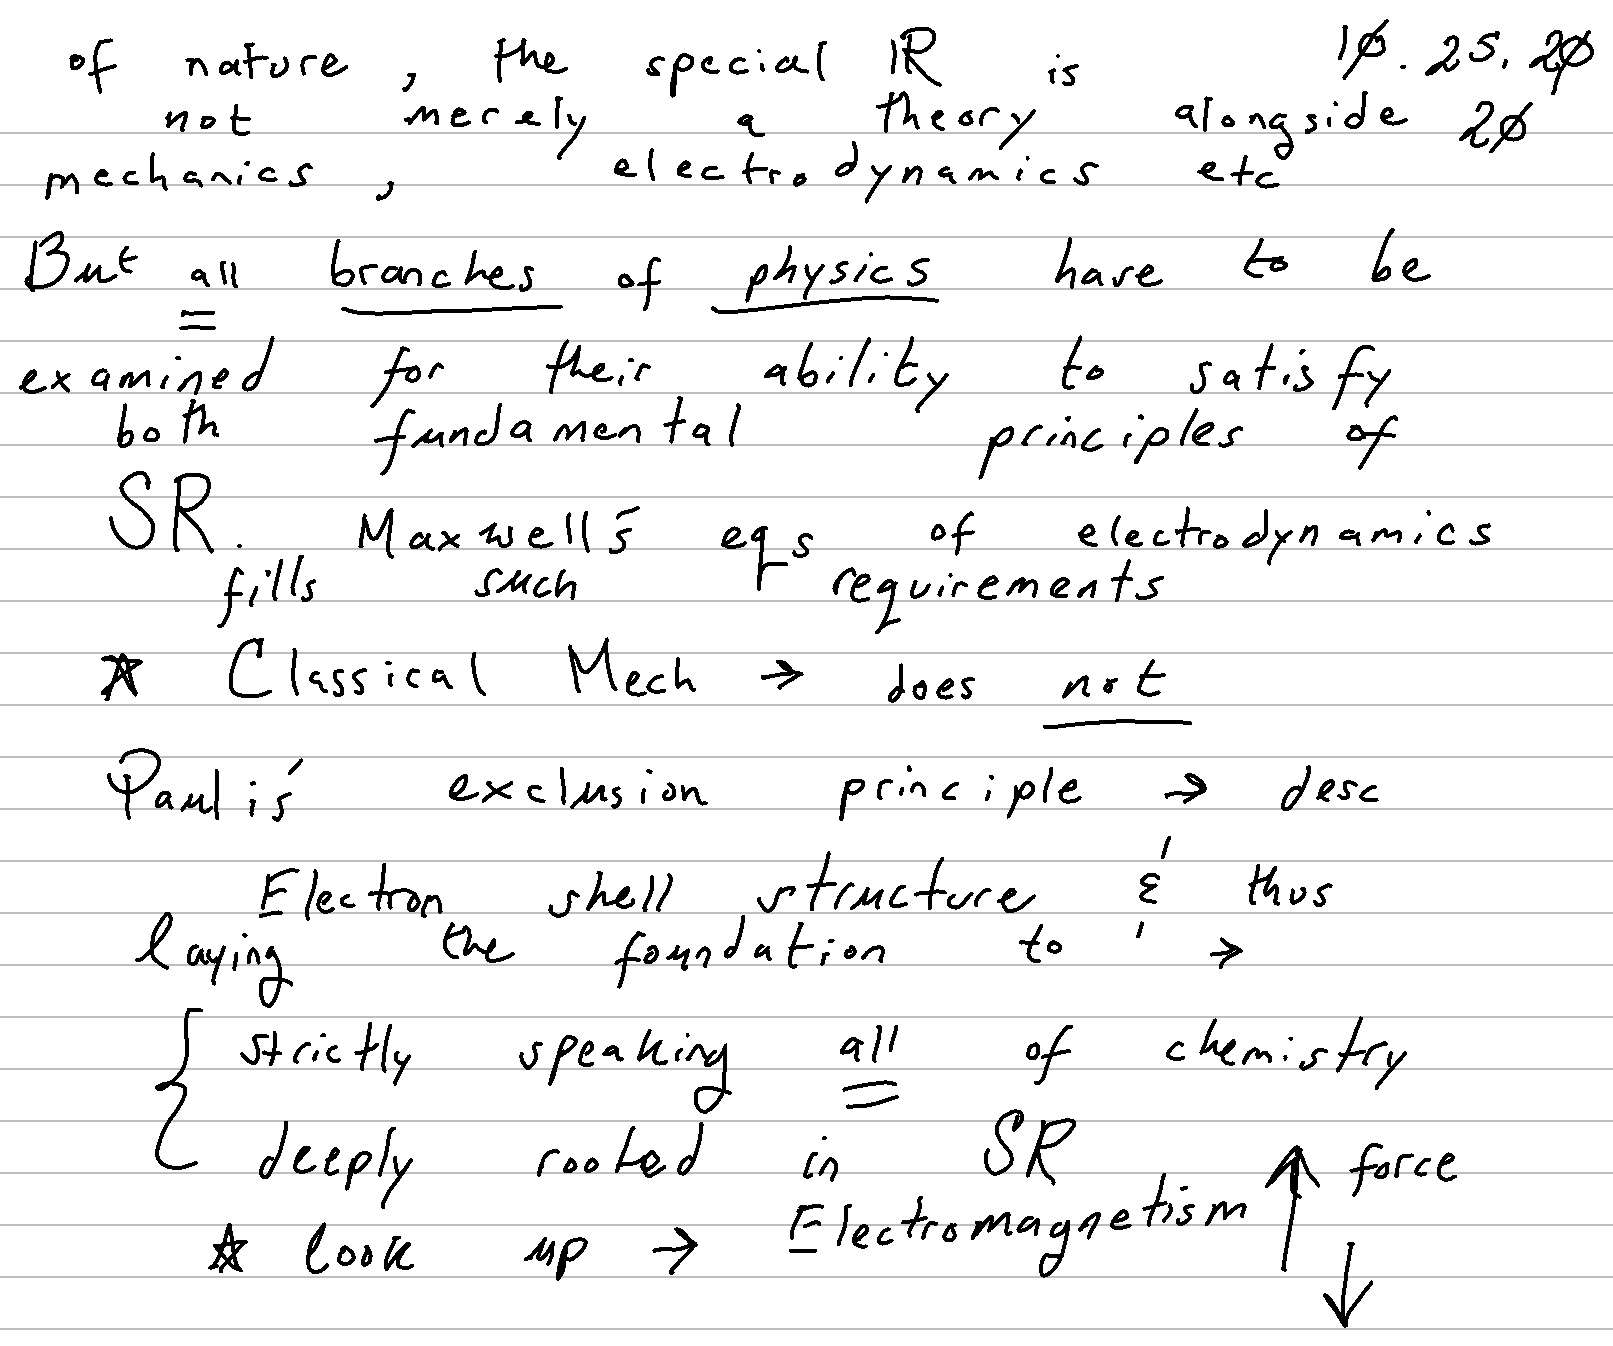 of nature, the special R is 10.25.20
not merely a theory alongside 20
mechanics, electrodynamics etc
But all branches of physics have to be
examined for their ability to satisfy
both fundamental principles of
SR. Maxwell's eqs of electrodynamics
fills such requirements
☆ Classical Mech → does not
Pauli's exclusion principle → desc
Electron shell structure & thus
laying the foundation to →
{ strictly speaking all of chemistry
deeply rooted in SR
☆ look up → Electromagnetism ↑ force ↓